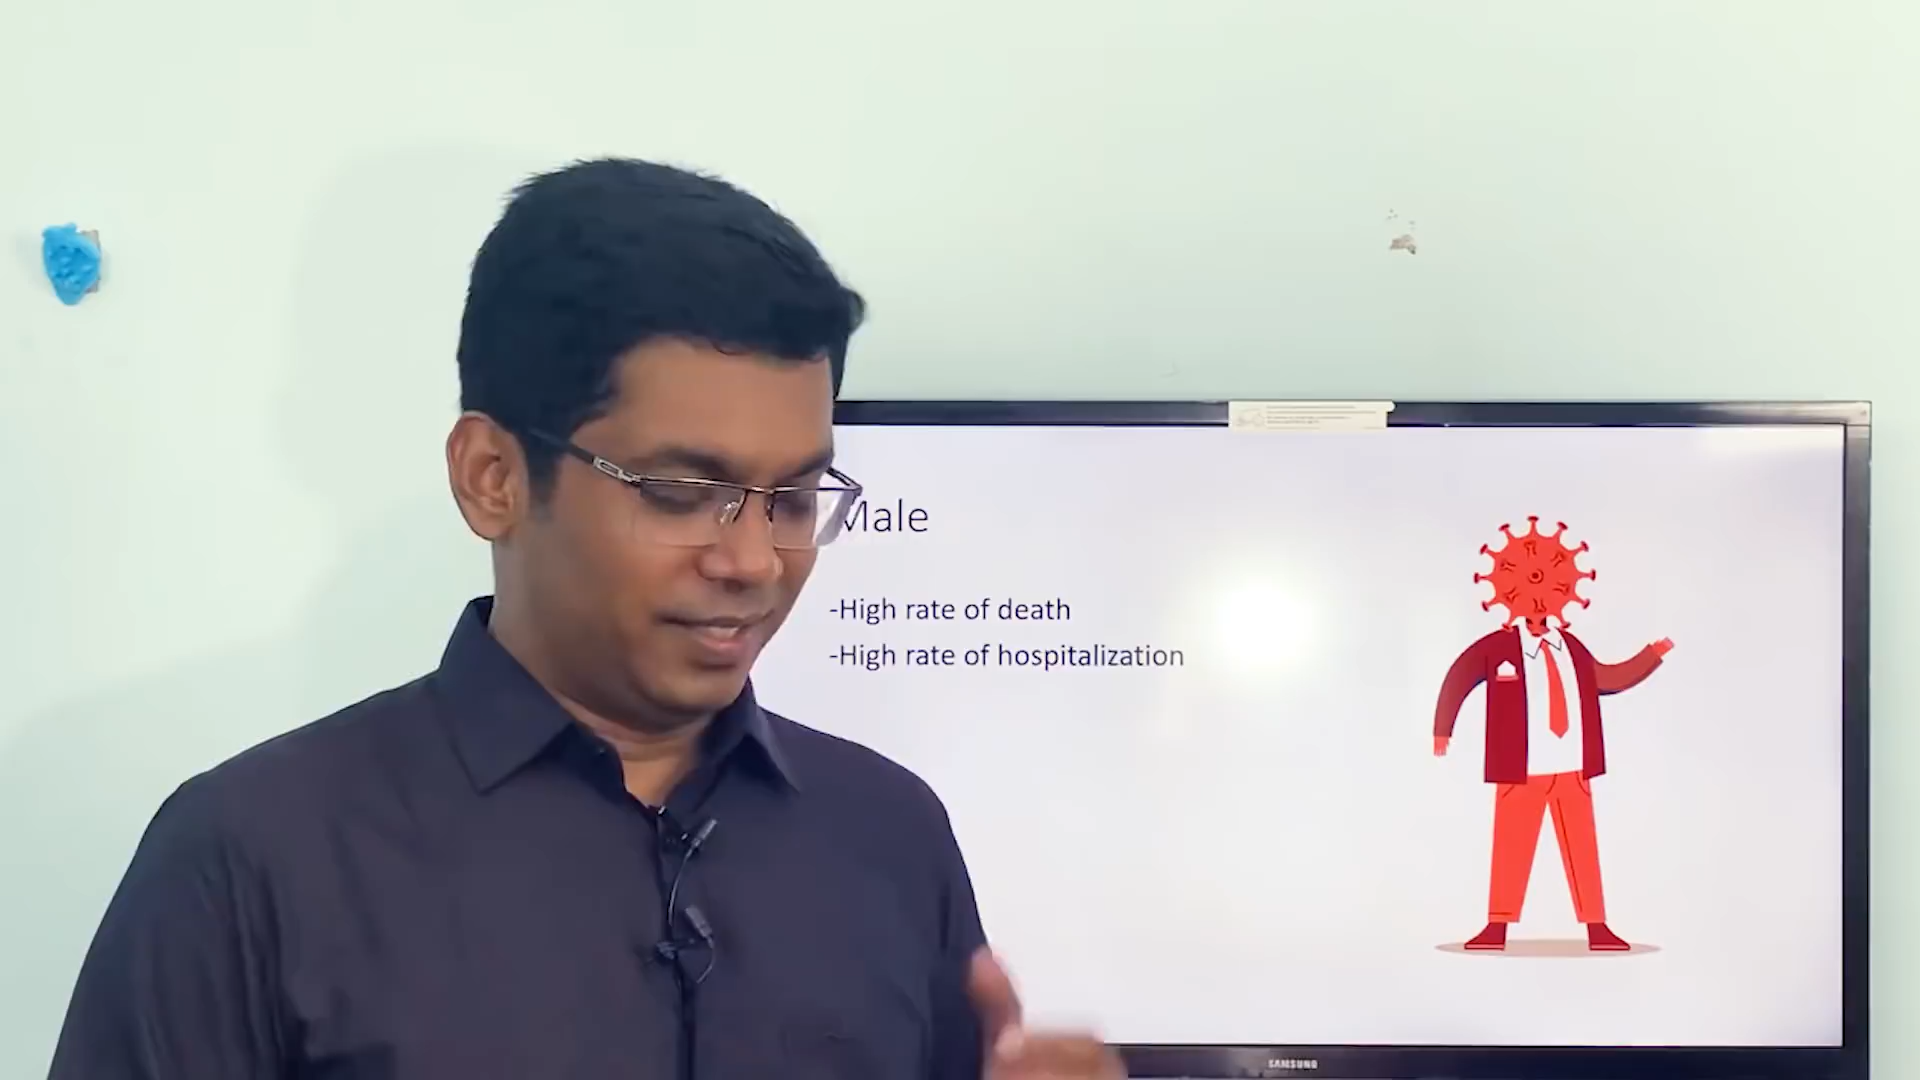 Male
-High rate of death
-High rate of hospitalization
SAMSUNG